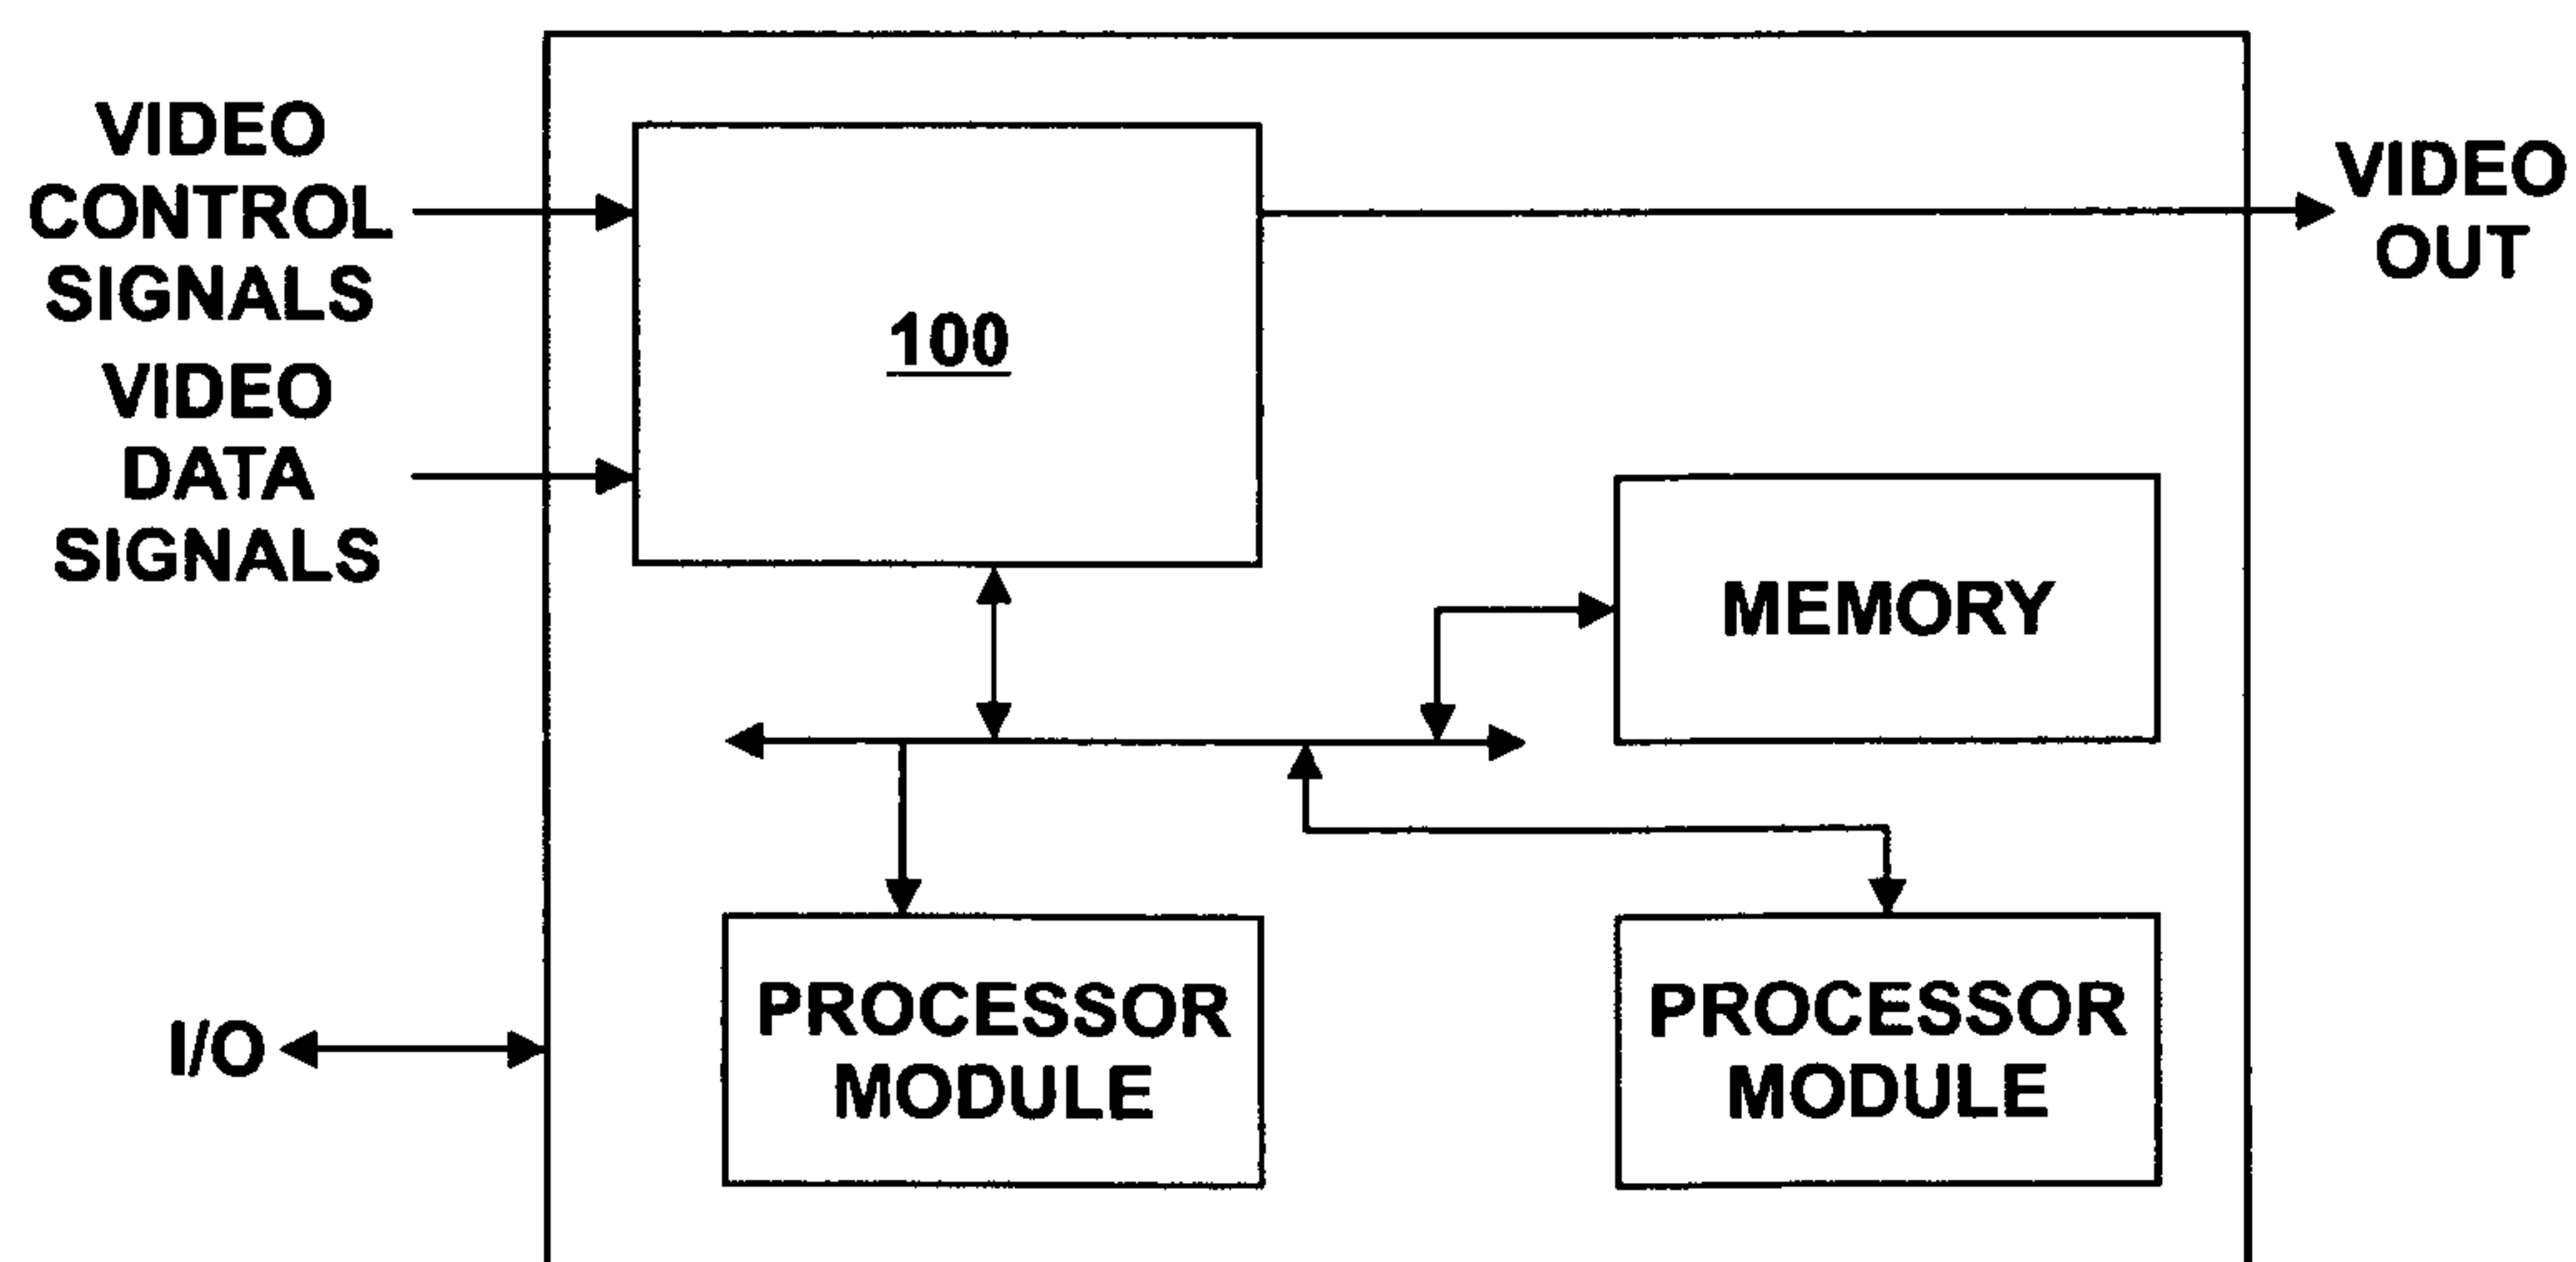 VIDEO
CONTROL
SIGNALS
VIDEO
DATA
SIGNALS
100
VIDEO
OUT
MEMORY
I/O
PROCESSOR
MODULE
PROCESSOR
MODULE